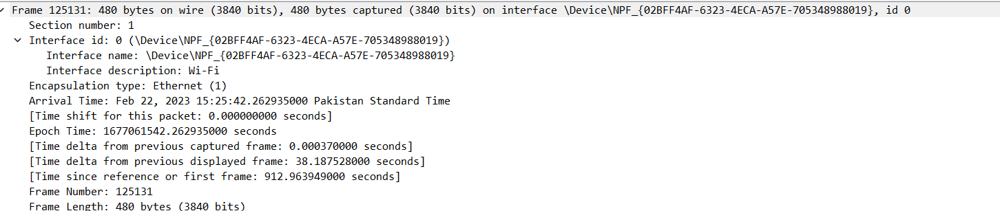 Frame 125131: 480 bytes on wire (3840 bits), 480 bytes captured (3840 bits) on interface \Device\NPF_{02BFF4AF-6323-4ECA-A57E-705348988019}, id 0
Section number: 1
Interface id: 0 (\Device\NPF_{02BFF4AF-6323-4ECA-A57E-705348988019})
Interface name: \Device\NPF_{02BFF4AF-6323-4ECA-A57E-705348988019}
Interface description: Wi-Fi
Encapsulation type: Ethernet (1)
Arrival Time: Feb 22, 2023 15:25:42.262935000 Pakistan Standard Time
[Time shift for this packet: 0.000000000 seconds]
Epoch Time: 1677061542.262935000 seconds
[Time delta from previous captured frame: 0.000370000 seconds]
[Time delta from previous displayed frame: 38.187528000 seconds]
[Time since reference or first frame: 912.963949000 seconds]
Frame Number: 125131
Frame Length: 480 bytes (3840 bits)